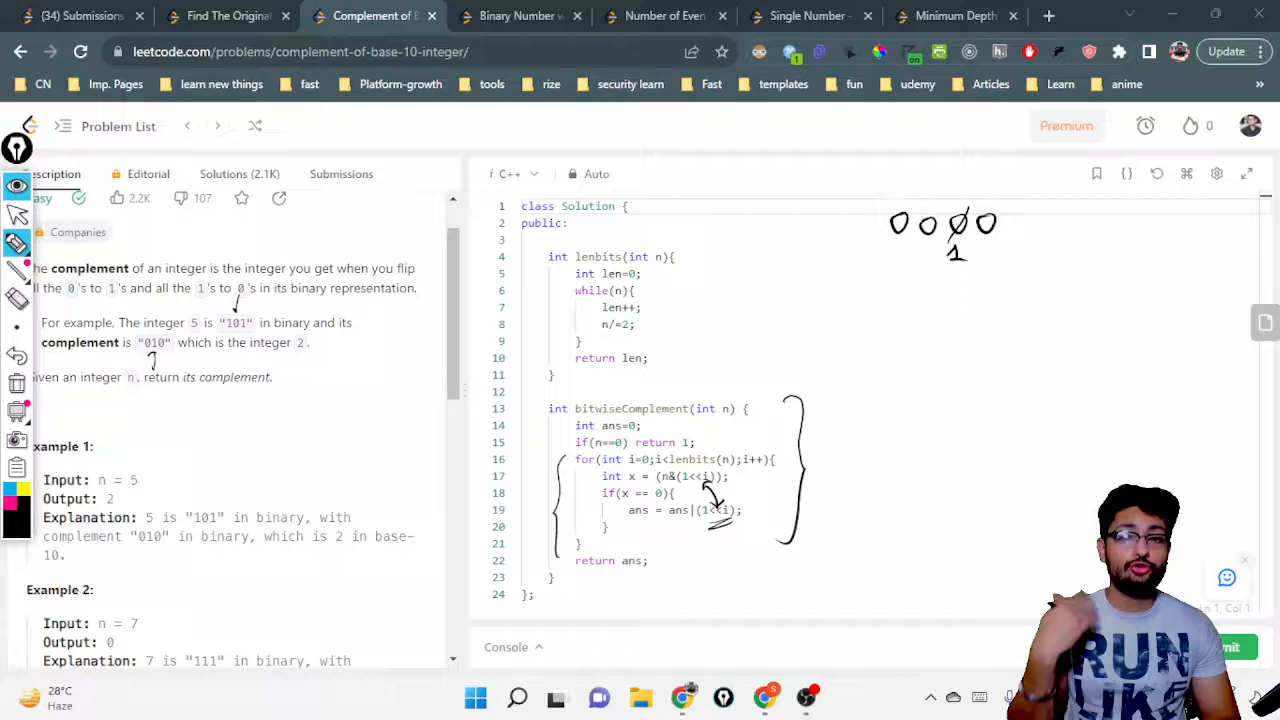 (34) Submissions
Find The Original
Complement of B
Binary Number w
Number of Even
Single Number -
Minimum Depth
leetcode.com/problems/complement-of-base-10-integer/
Update
CN
Imp. Pages
learn new things
fast
Platform-growth
tools
rize
security learn
Fast
templates
fun
udemy
Articles
Learn
anime
»
Problem List
Premium
0
escription
Editorial
Solutions (2.1K)
Submissions
i C++
Auto
asy
2.2K
107
Companies
he complement of an integer is the integer you get when you flip
ll the 0's to 1's and all the 1's to 0's in its binary representation.
For example, The integer 5 is "101" in binary and its
complement is "010" which is the integer 2.
Given an integer n, return its complement.
xample 1:
Input: n = 5
Output: 2
Explanation: 5 is "101" in binary, with
complement "010" in binary, which is 2 in base-
10.
Example 2:
Input: n = 7
Output: 0
Explanation: 7 is "111" in binary, with
1 class Solution {
2 public:
3
4 int lenbits(int n){
5 int len=0;
6 while(n){
7 len++;
8 n/=2;
9 }
10 return len;
11 }
12
13 int bitwiseComplement(int n) {
14 int ans=0;
15 if(n==0) return 1;
16 for(int i=0;i<lenbits(n);i++){
17 int x = (n&(1<<i));
18 if(x == 0){
19 ans = ans|(1<<i);
20 }
21 }
22 return ans;
23 }
24 };
0 0 0 0
1
Ln 1, Col 1
Console
mit
RUN
LIKE
28°C
Haze